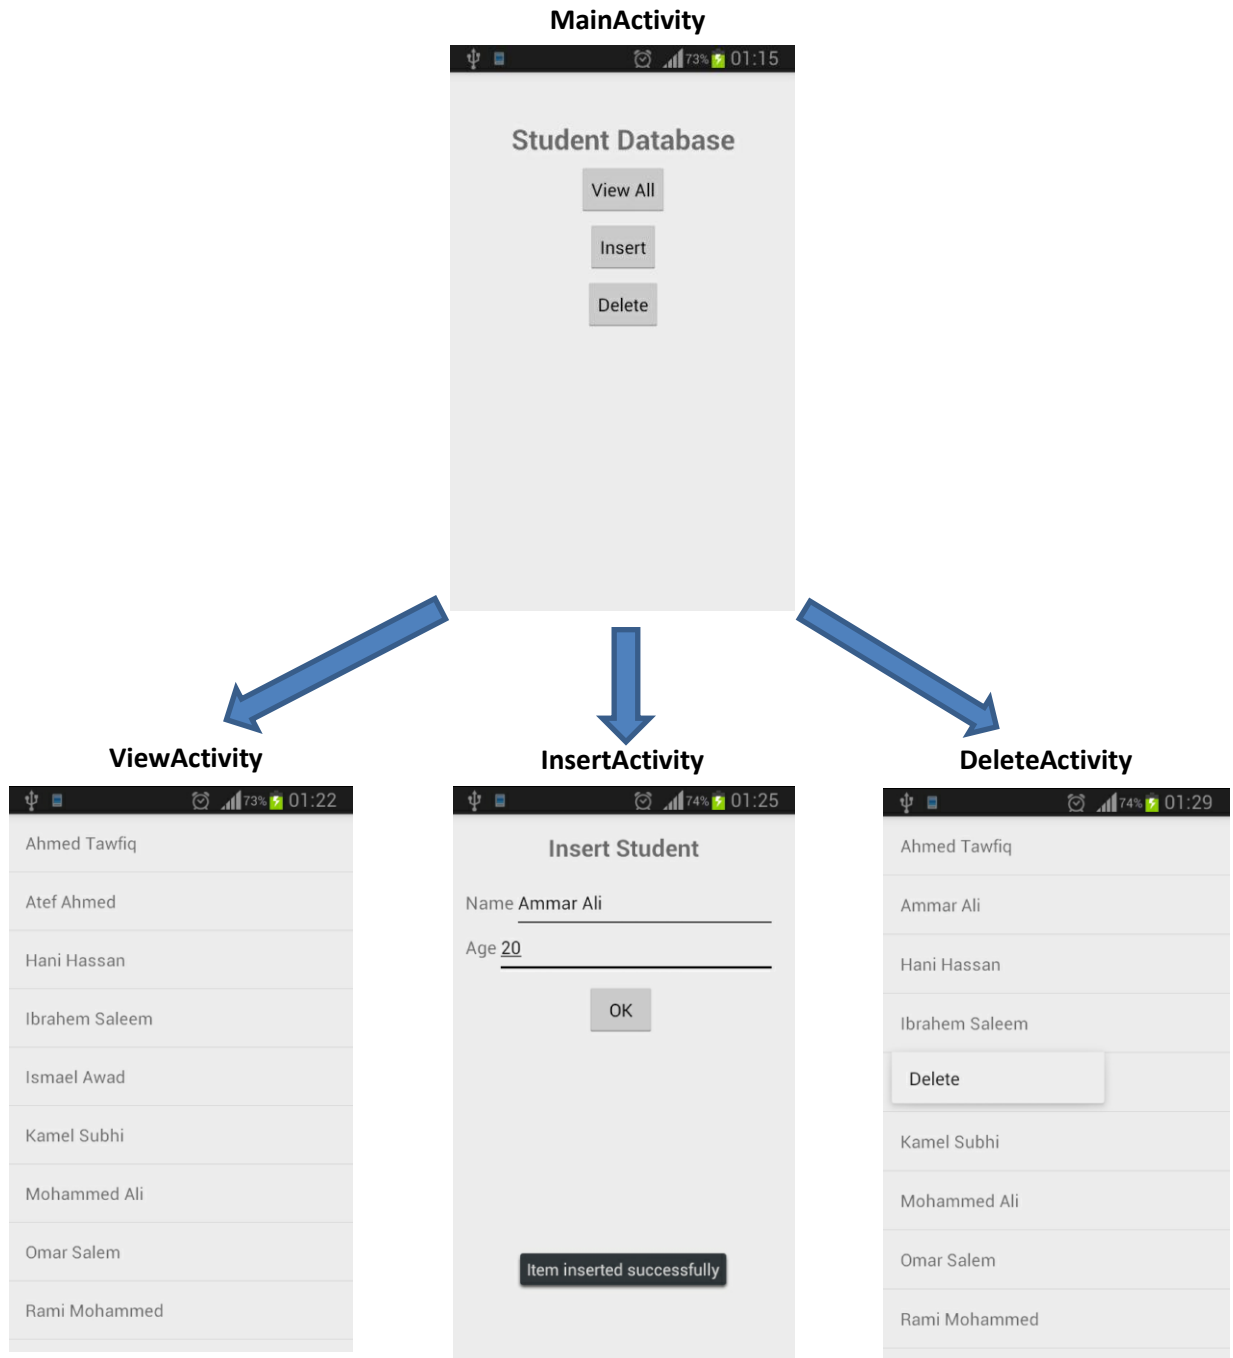 MainActivity
73% 01:15
Student Database
View All
Insert
Delete
ViewActivity
73% 01:22
Ahmed Tawfiq
Atef Ahmed
Hani Hassan
Ibrahem Saleem
Ismael Awad
Kamel Subhi
Mohammed Ali
Omar Salem
Rami Mohammed
InsertActivity
74% 01:25
Insert Student
Name Ammar Ali
Age 20
OK
Item inserted successfully
DeleteActivity
74% 01:29
Ahmed Tawfiq
Ammar Ali
Hani Hassan
Ibrahem Saleem
Delete
Kamel Subhi
Mohammed Ali
Omar Salem
Rami Mohammed